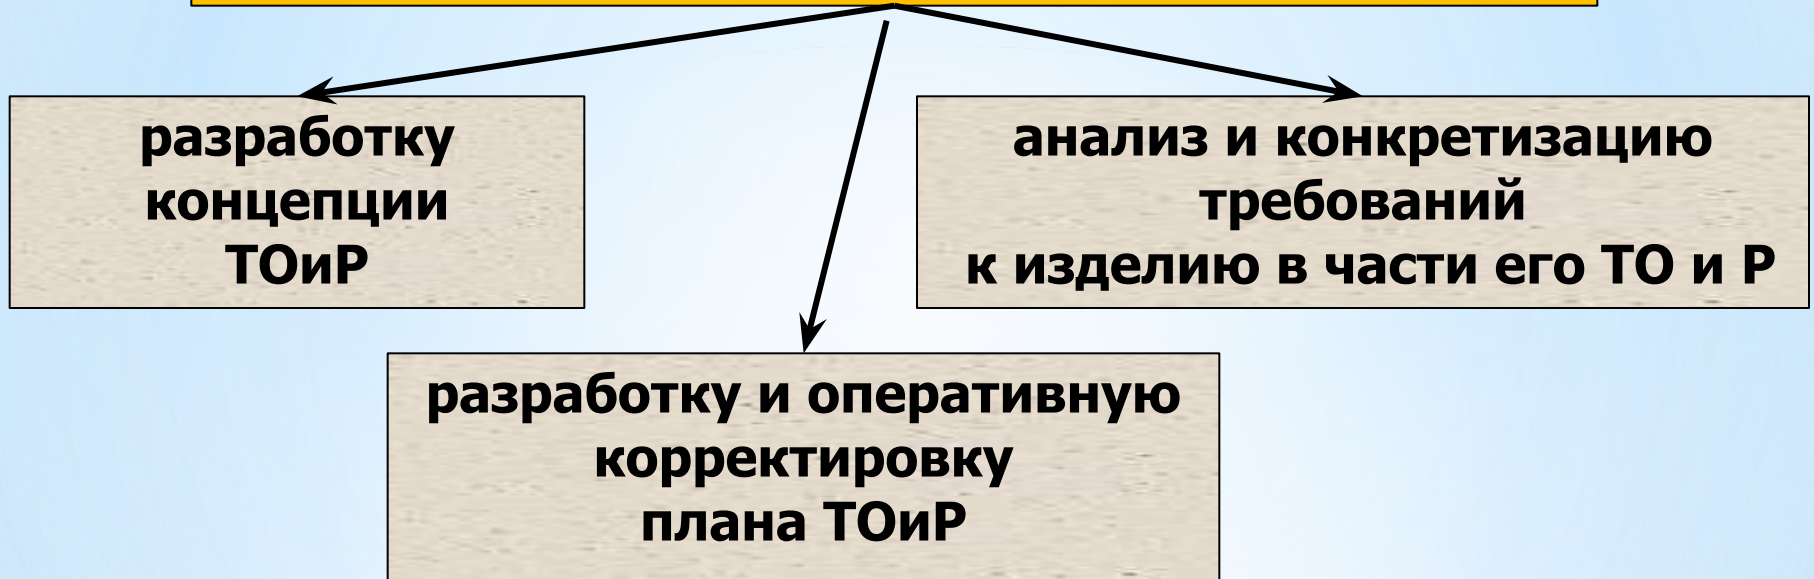 разработку
концепции
ТОиР
анализ и конкретизацию
требований
к изделию в части его ТО и Р
разработку и оперативную
корректировку
плана ТОиР